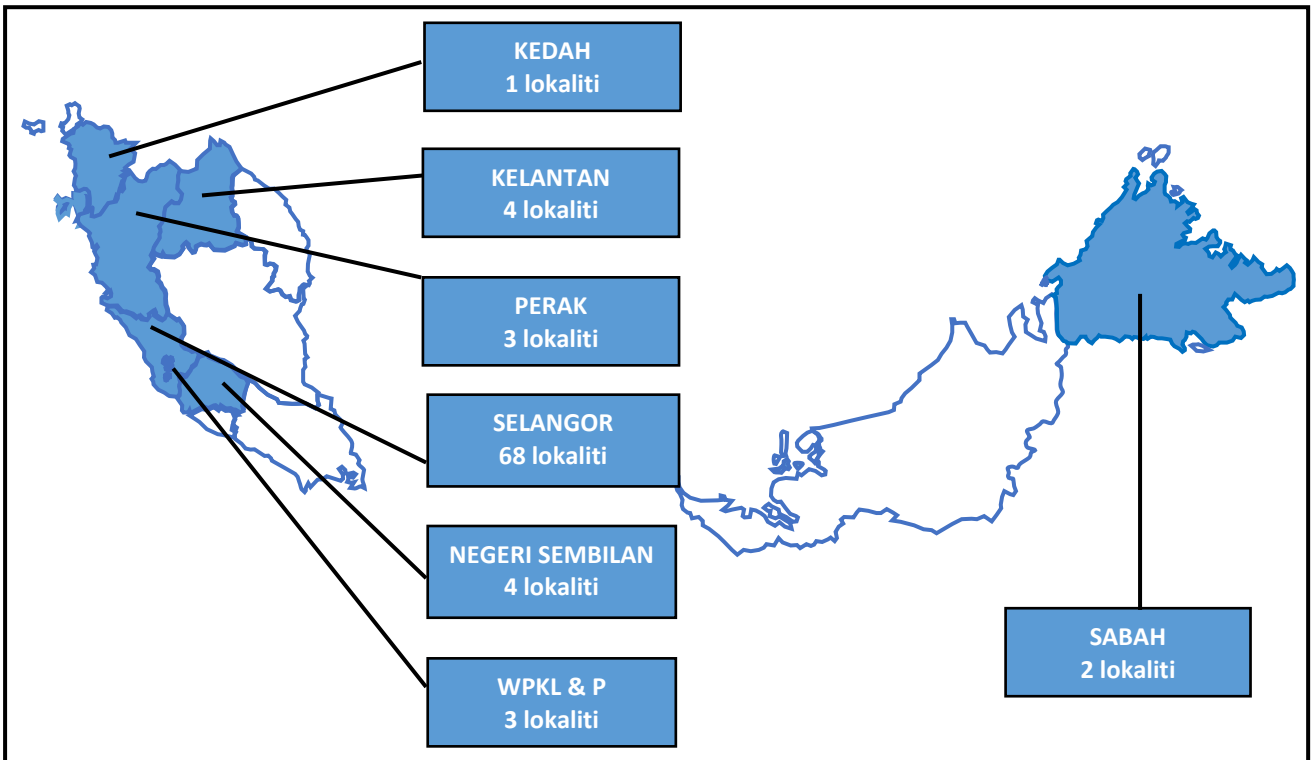 KEDAH
1 lokaliti
KELANTAN
4 lokaliti
PERAK
3 lokaliti
SELANGOR
68 lokaliti
NEGERI SEMBILAN
4 lokaliti
WPKL & P
3 lokaliti
SABAH
2 lokaliti